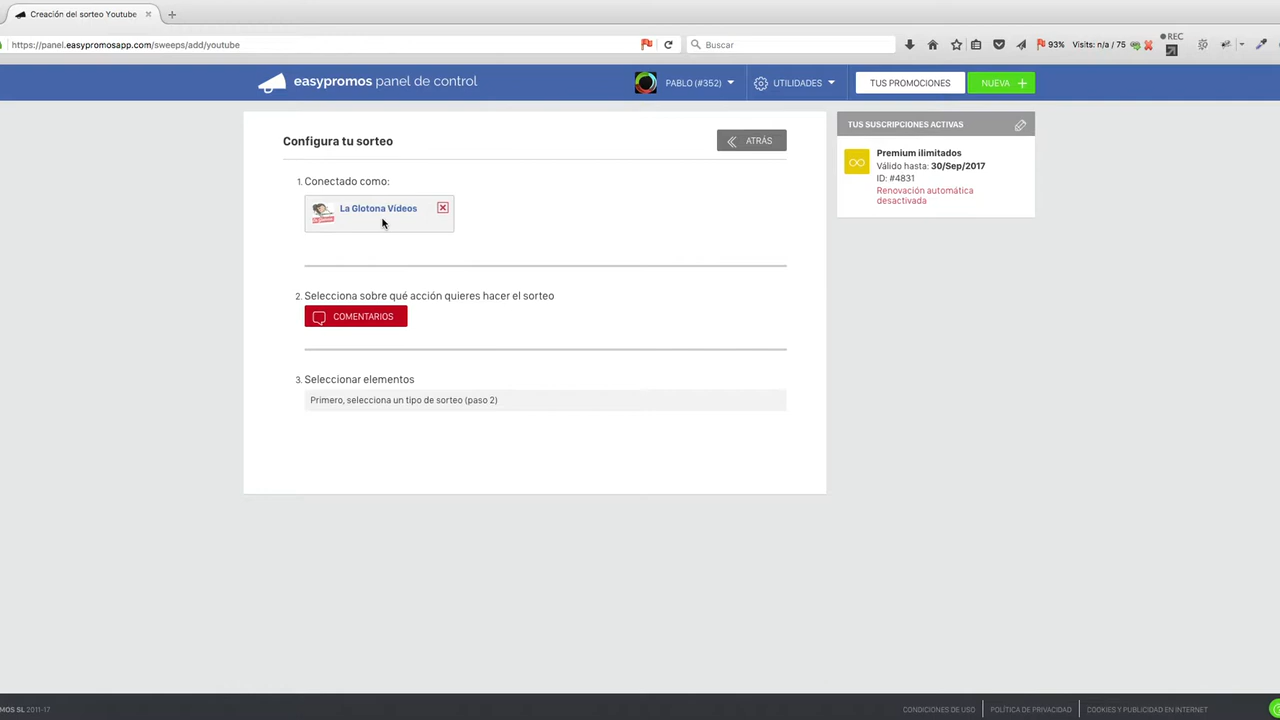 Creación del sorteo Youtube
https://panel.easypromosapp.com/sweeps/add/youtube
Buscar
93%
Visits: n/a / 75
REC
easypromos panel de control
PABLO (#352)
UTILIDADES
TUS PROMOCIONES
NUEVA +
Configura tu sorteo
ATRÁS
1. Conectado como:
La Glotona Vídeos
2. Selecciona sobre qué acción quieres hacer el sorteo
COMENTARIOS
3. Seleccionar elementos
Primero, selecciona un tipo de sorteo (paso 2)
TUS SUSCRIPCIONES ACTIVAS
Premium ilimitados
Válido hasta: 30/Sep/2017
ID: #4831
Renovación automática
desactivada
MOS SL 2011-17
CONDICIONES DE USO
POLÍTICA DE PRIVACIDAD
COOKIES Y PUBLICIDAD EN INTERNET